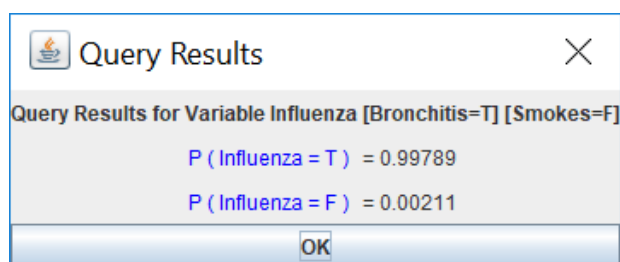 Query Results
Query Results for Variable Influenza [Bronchitis=T] [Smokes=F]
P ( Influenza = T )  = 0.99789
P ( Influenza = F )  = 0.00211
OK